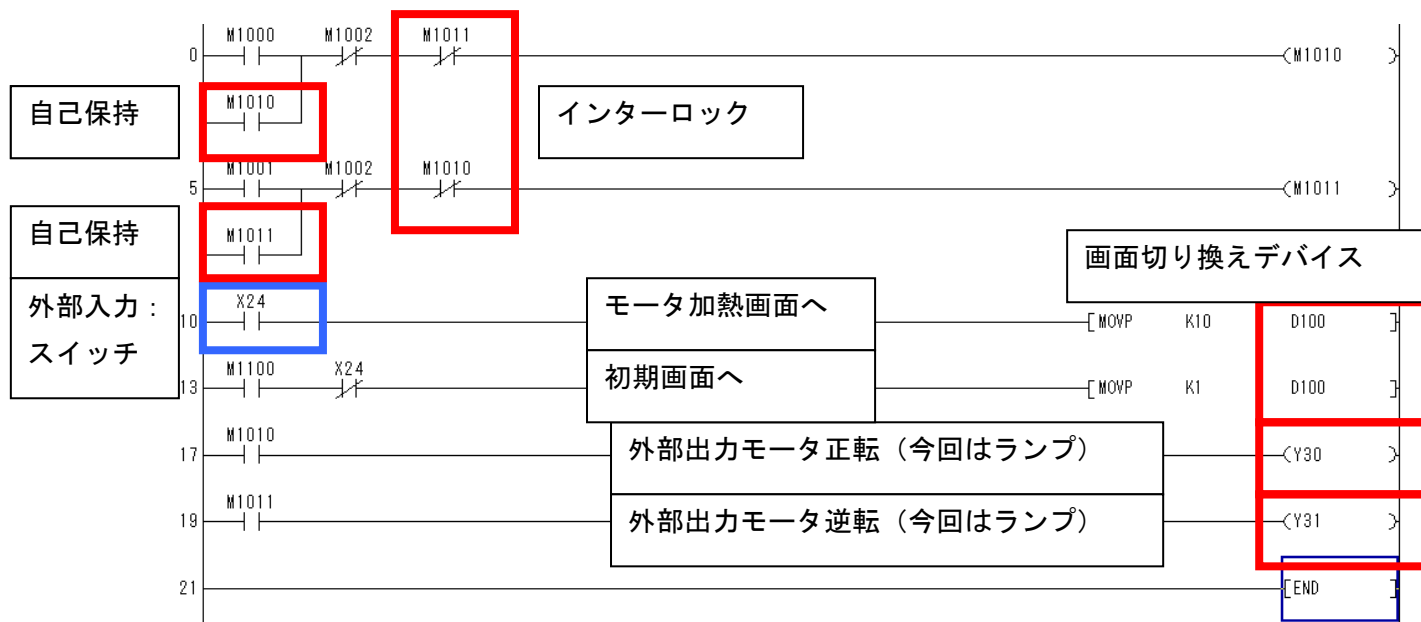 M1000 M1002 M1011
0 (M1010 )
自己保持 M1010 インターロック
M1001 M1002 M1010
5 (M1011 )
自己保持 M1011
画面切り換えデバイス
外部入力：
スイッチ
X24 モータ加熱画面へ
10 [MOVP K10 D100 ]
M1100 X24 初期画面へ
13 [MOVP K1 D100 ]
M1010 外部出力モータ正転（今回はランプ）
17 (Y30 )
M1011 外部出力モータ逆転（今回はランプ）
19 (Y31 )
21 [END ]